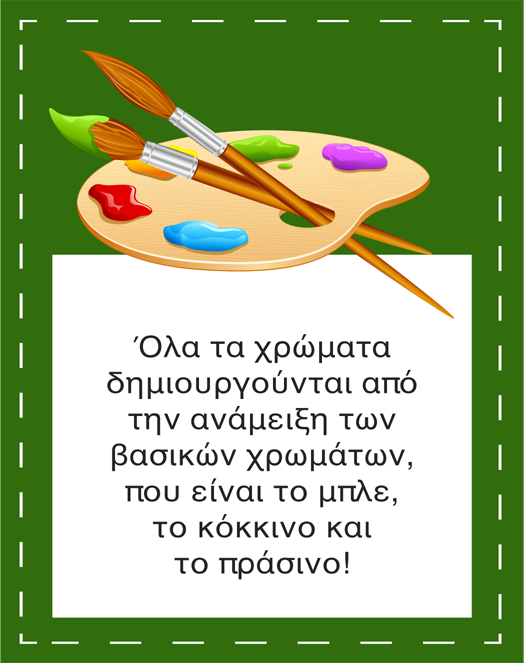 Όλα τα χρώματα
δημιουργούνται από
την ανάμειξη των
βασικών χρωμάτων,
που είναι το μπλε,
το κόκκινο και
το πράσινο!